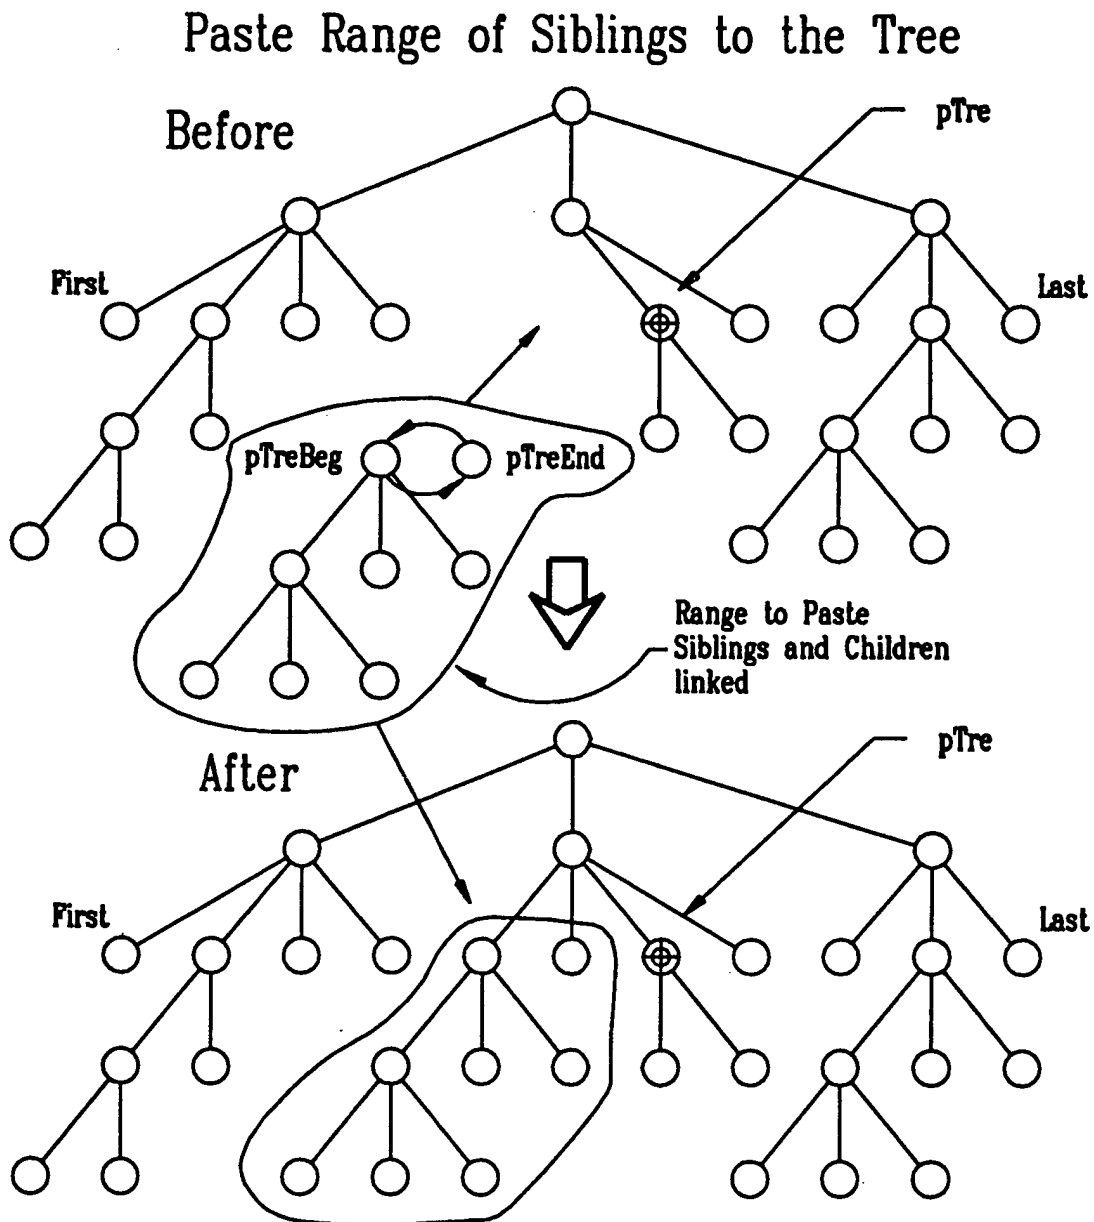 Paste Range of Siblings to the Tree
Before
pTre
First
Last
pTreBeg
pTreEnd
Range to Paste
Siblings and Children
linked
After
pTre
First
Last